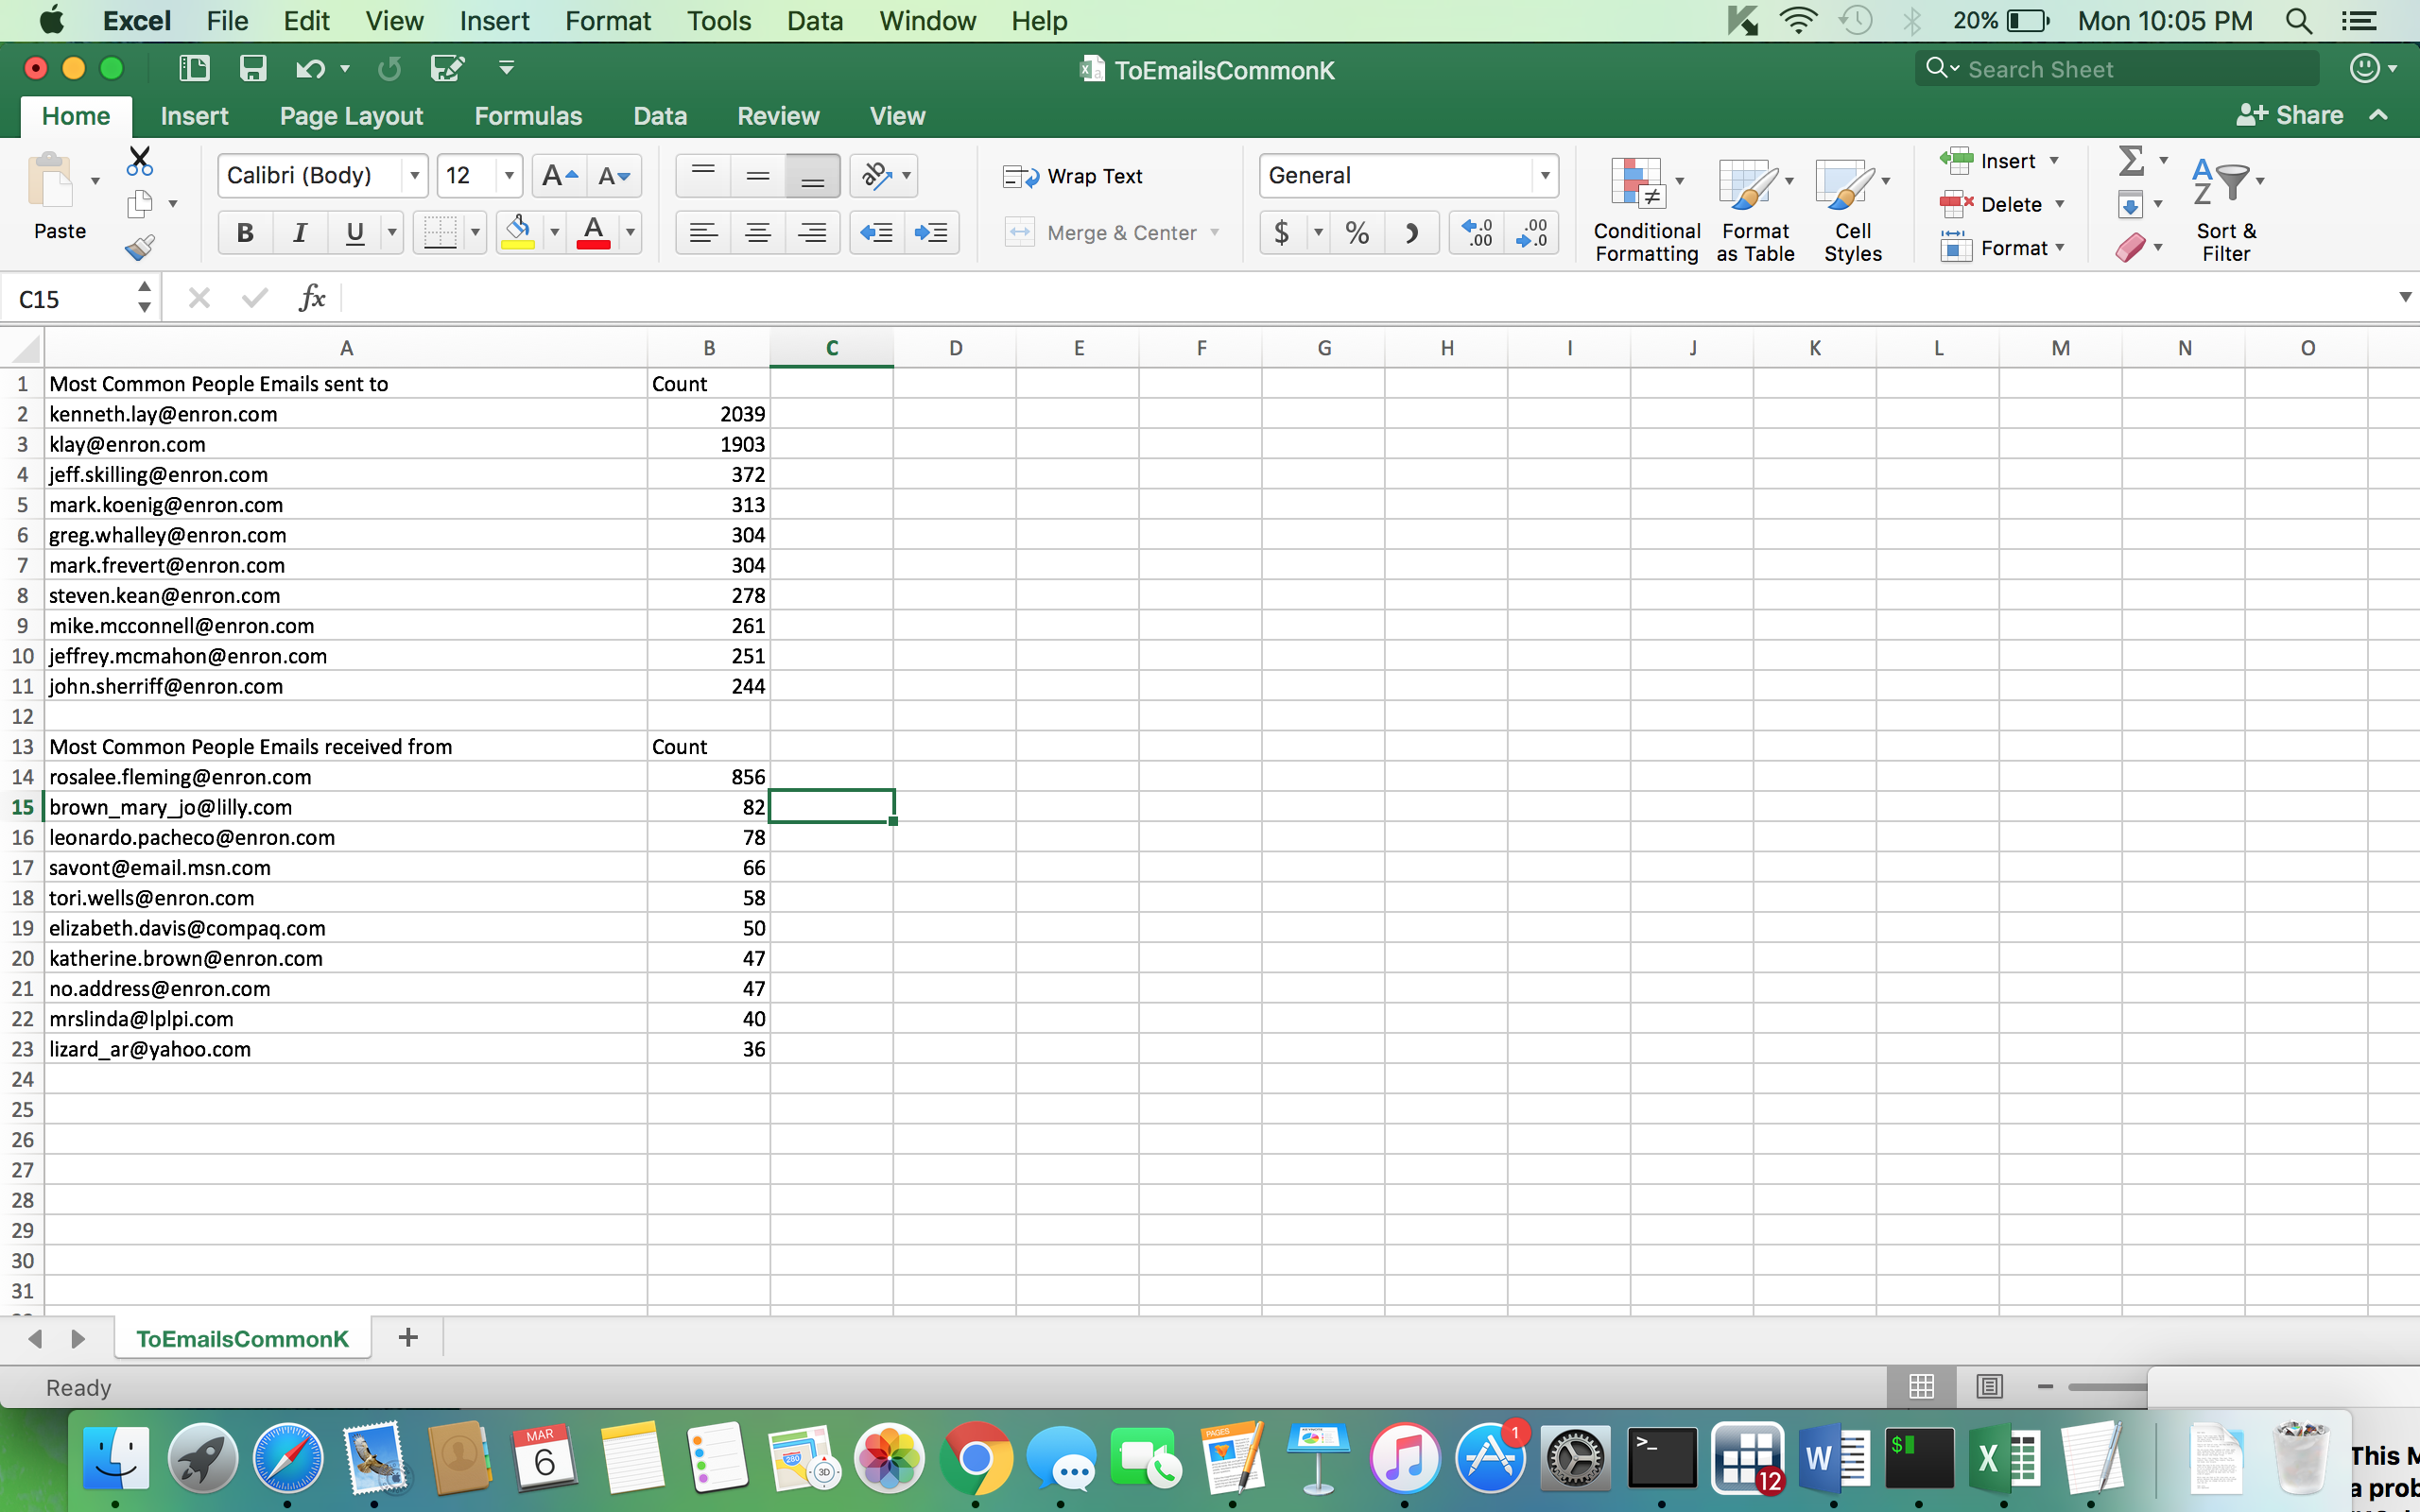 Excel File Edit View Insert Format Tools Data Window Help 20% Mon 10:05 PM
ToEmailsCommonK Search Sheet
Home Insert Page Layout Formulas Data Review View Share
Paste Calibri (Body) 12 A A ab Wrap Text General Conditional Formatting Format as Table Cell Styles Insert Delete Format Σ A Z Sort & Filter
B I U A Merge & Center $ % .0 .00 .00 .0
C15 fx
A B C D E F G H I J K L M N O
1 Most Common People Emails sent to Count
2 kenneth.lay@enron.com 2039
3 klay@enron.com 1903
4 jeff.skilling@enron.com 372
5 mark.koenig@enron.com 313
6 greg.whalley@enron.com 304
7 mark.frevert@enron.com 304
8 steven.kean@enron.com 278
9 mike.mcconnell@enron.com 261
10 jeffrey.mcmahon@enron.com 251
11 john.sherriff@enron.com 244
12
13 Most Common People Emails received from Count
14 rosalee.fleming@enron.com 856
15 brown_mary_jo@lilly.com 82
16 leonardo.pacheco@enron.com 78
17 savont@email.msn.com 66
18 tori.wells@enron.com 58
19 elizabeth.davis@compaq.com 50
20 katherine.brown@enron.com 47
21 no.address@enron.com 47
22 mrslinda@lplpi.com 40
23 lizard_ar@yahoo.com 36
24
25
26
27
28
29
30
31
ToEmailsCommonK +
Ready
MAR 6 280 3D PAGES 1 >_ 12 W $ X
This M
a prob